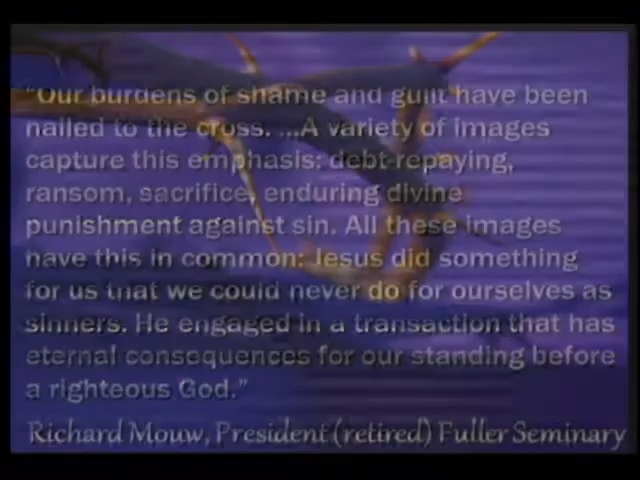 "Our burdens of shame and guilt have been
nailed to the cross. ...A variety of images
capture this emphasis: debt-repaying,
ransom, sacrifice, enduring divine
punishment against sin. All these images
have this in common: Jesus did something
for us that we could never do for ourselves as
sinners. He engaged in a transaction that has
eternal consequences for our standing before
a righteous God."
Richard Mouw, President (retired) Fuller Seminary